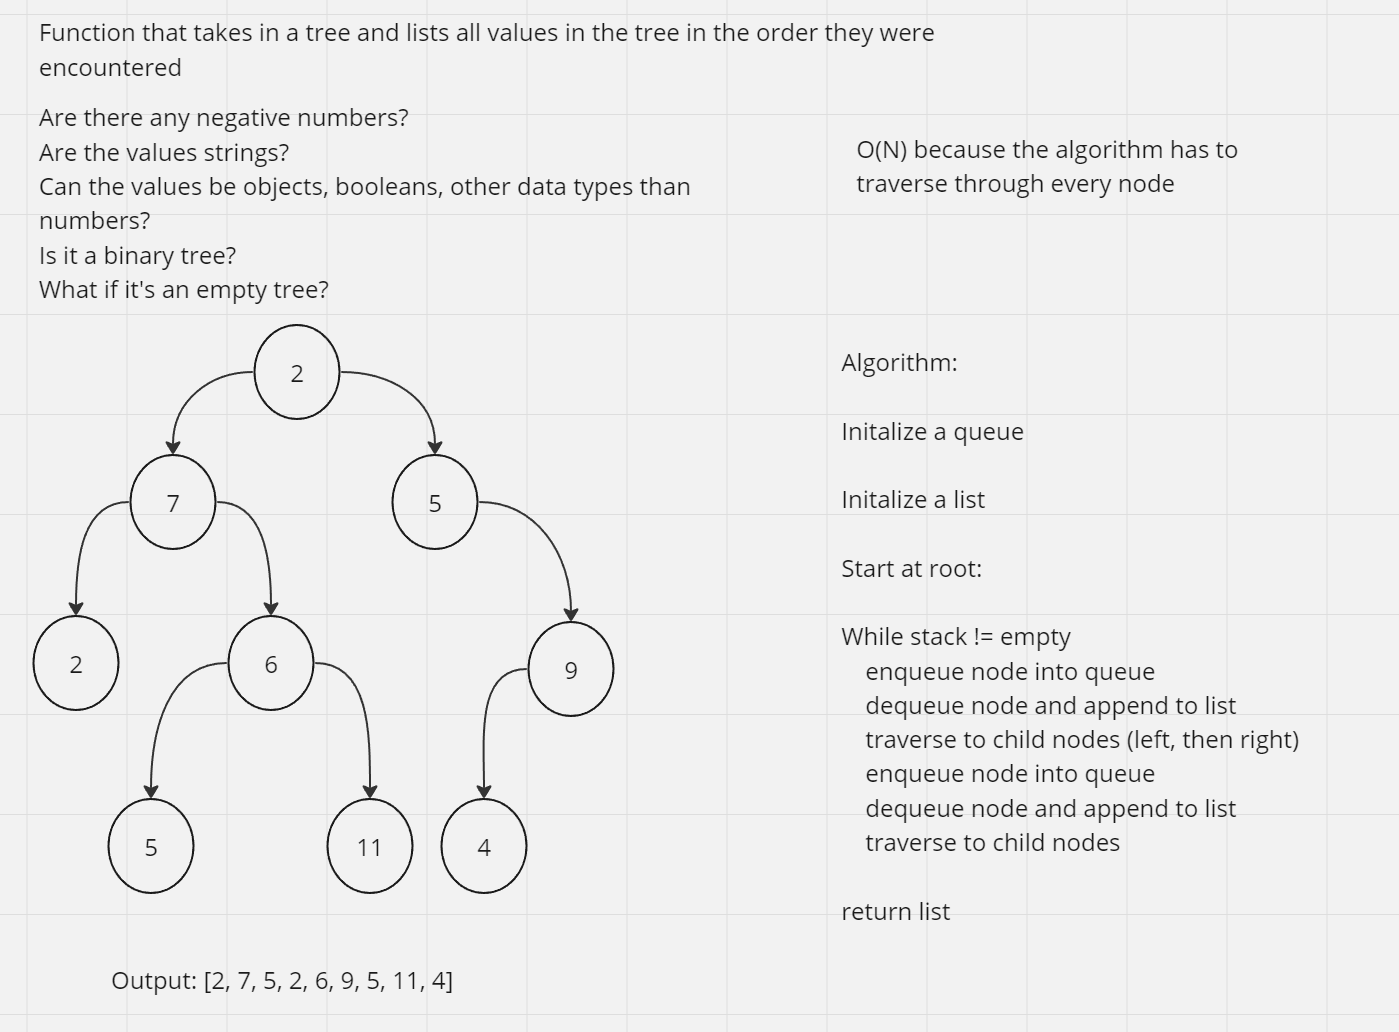 Function that takes in a tree and lists all values in the tree in the order they were
encountered
Are there any negative numbers?
Are the values strings?
Can the values be objects, booleans, other data types than
numbers?
Is it a binary tree?
What if it's an empty tree?
O(N) because the algorithm has to
traverse through every node
2
7
5
2
6
9
5
11
4
Output: [2, 7, 5, 2, 6, 9, 5, 11, 4]
Algorithm:
Initalize a queue
Initalize a list
Start at root:
While stack != empty
enqueue node into queue
dequeue node and append to list
traverse to child nodes (left, then right)
enqueue node into queue
dequeue node and append to list
traverse to child nodes
return list